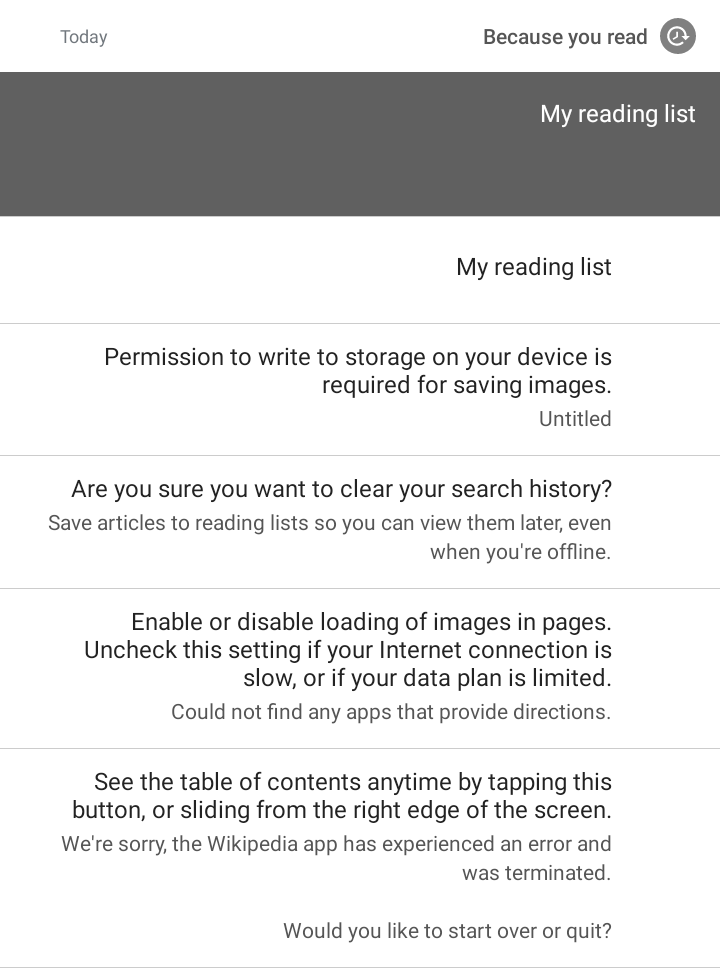 Today
Because you read
My reading list
My reading list
Permission to write to storage on your device is
required for saving images.
Untitled
Are you sure you want to clear your search history?
Save articles to reading lists so you can view them later, even
when you're offline.
Enable or disable loading of images in pages.
Uncheck this setting if your Internet connection is
slow, or if your data plan is limited.
Could not find any apps that provide directions.
See the table of contents anytime by tapping this
button, or sliding from the right edge of the screen.
We're sorry, the Wikipedia app has experienced an error and
was terminated.
Would you like to start over or quit?